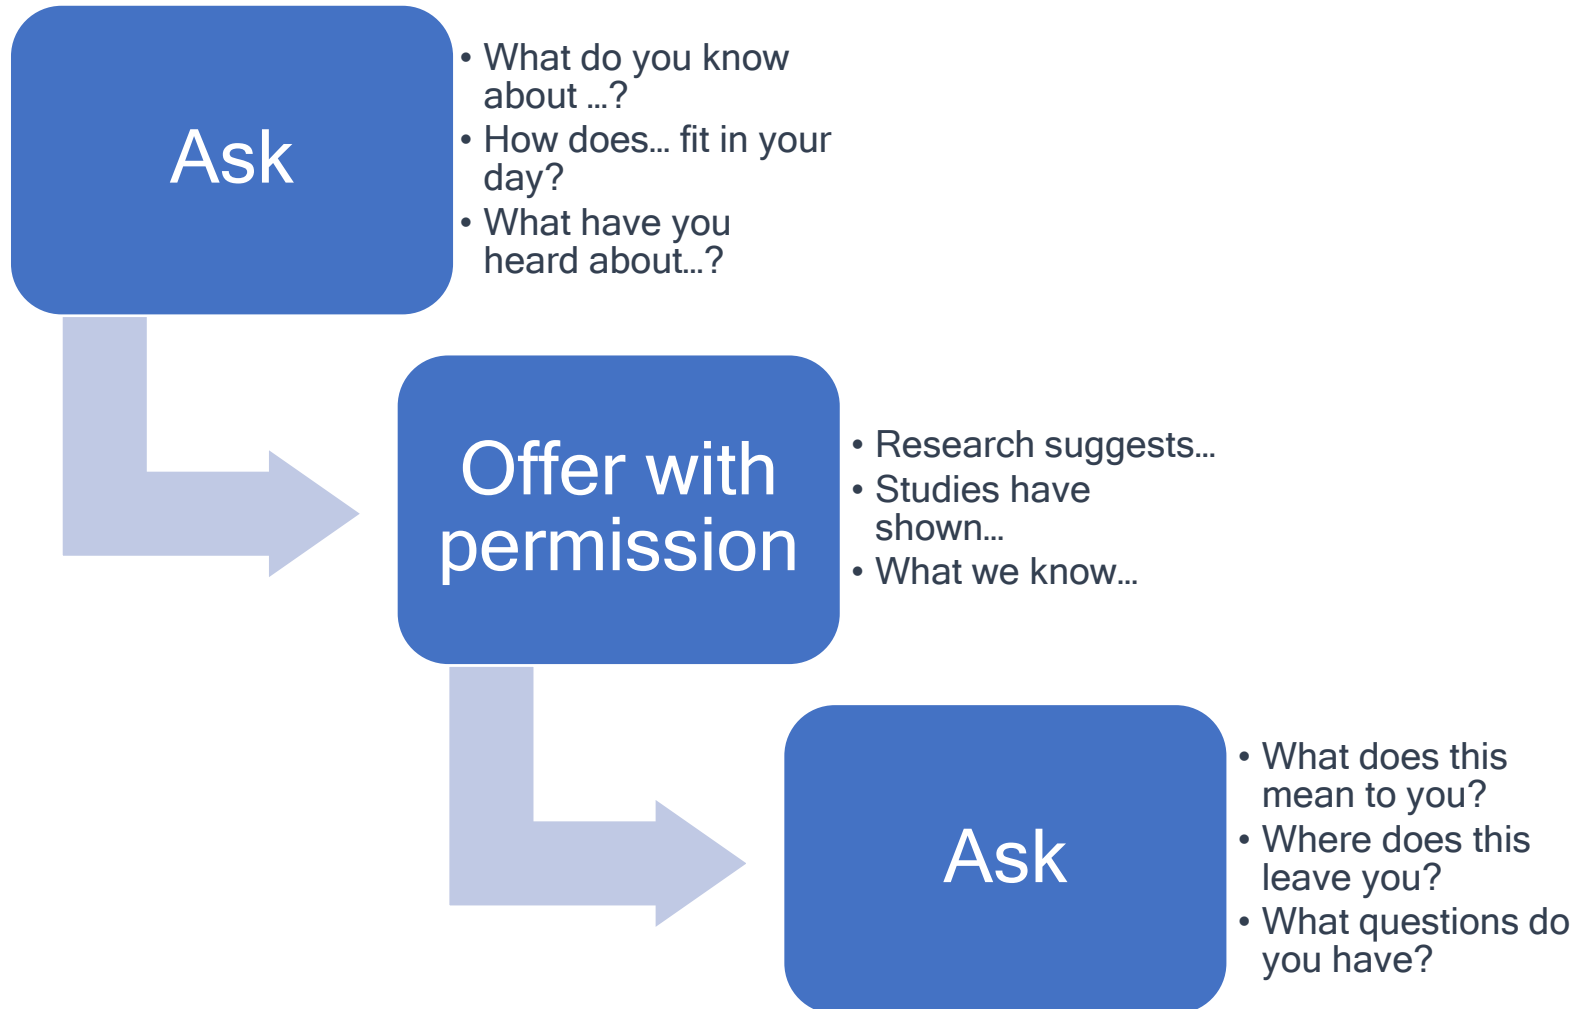 Ask
• What do you know
about ...?
• How does... fit in your
day?
• What have you
heard about...?
Offer with
permission
• Research suggests...
• Studies have
shown...
• What we know...
Ask
• What does this
mean to you?
• Where does this
leave you?
• What questions do
you have?